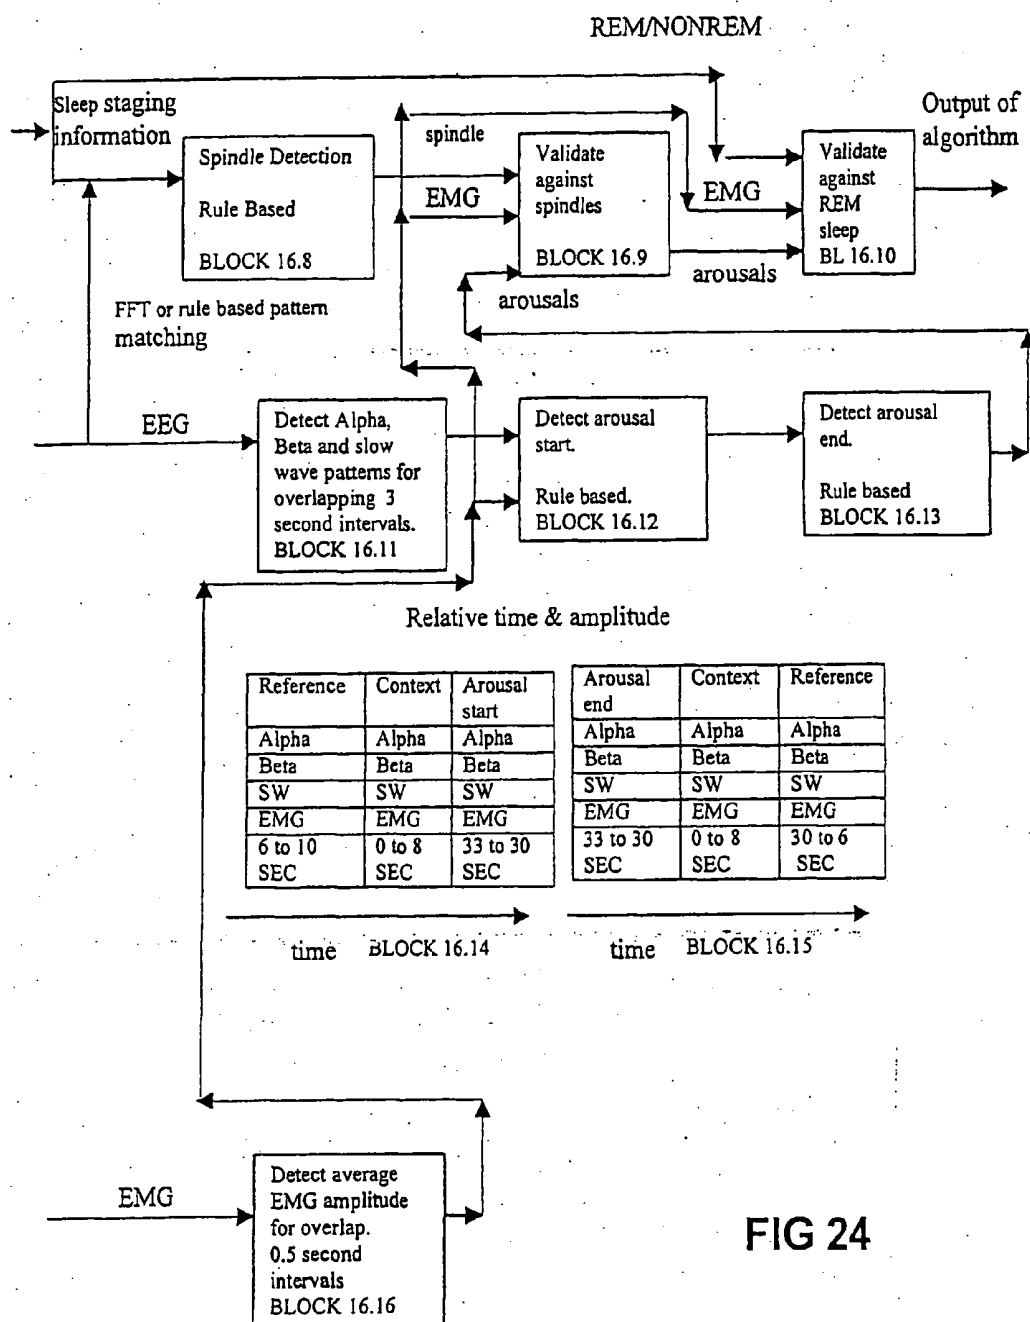 REM/NONREM
Sleep staging
information
Spindle Detection
Rule Based
BLOCK 16.8
spindle
EMG
Validate
against
spindles
BLOCK 16.9
arousals
EMG
arousals
Validate
against
REM
sleep
BL 16.10
Output of
algorithm
FFT or rule based pattern
matching
EEG
Detect Alpha,
Beta and slow
wave patterns for
overlapping 3
second intervals.
BLOCK 16.11
Detect arousal
start.
Rule based.
BLOCK 16.12
Detect arousal
end.
Rule based
BLOCK 16.13
Relative time & amplitude
Reference Context Arousal start
Alpha Alpha Alpha
Beta Beta Beta
SW SW SW
EMG EMG EMG
6 to 10 SEC 0 to 8 SEC 33 to 30 SEC
time BLOCK 16.14
Arousal end Context Reference
Alpha Alpha Alpha
Beta Beta Beta
SW SW SW
EMG EMG EMG
33 to 30 SEC 0 to 8 SEC 30 to 6 SEC
time BLOCK 16.15
EMG
Detect average
EMG amplitude
for overlap.
0.5 second
intervals
BLOCK 16.16
FIG 24